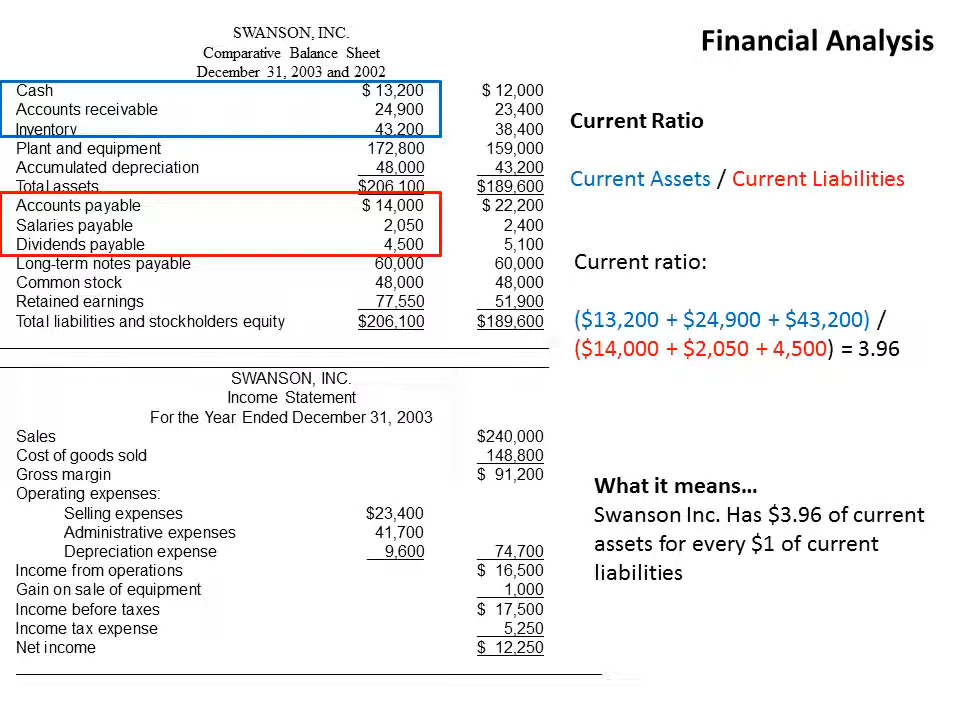 SWANSON, INC.
Comparative Balance Sheet
December 31, 2003 and 2002
Cash $ 13,200 $ 12,000
Accounts receivable 24,900 23,400
Inventory 43,200 38,400
Plant and equipment 172,800 159,000
Accumulated depreciation 48,000 43,200
Total assets $206,100 $189,600
Accounts payable $ 14,000 $ 22,200
Salaries payable 2,050 2,400
Dividends payable 4,500 5,100
Long-term notes payable 60,000 60,000
Common stock 48,000 48,000
Retained earnings 77,550 51,900
Total liabilities and stockholders equity $206,100 $189,600
SWANSON, INC.
Income Statement
For the Year Ended December 31, 2003
Sales $240,000
Cost of goods sold 148,800
Gross margin $ 91,200
Operating expenses:
Selling expenses $23,400
Administrative expenses 41,700
Depreciation expense 9,600 74,700
Income from operations $ 16,500
Gain on sale of equipment 1,000
Income before taxes $ 17,500
Income tax expense 5,250
Net income $ 12,250
Financial Analysis
Current Ratio
Current Assets / Current Liabilities
Current ratio:
($13,200 + $24,900 + $43,200) /
($14,000 + $2,050 + 4,500) = 3.96
What it means…
Swanson Inc. Has $3.96 of current
assets for every $1 of current
liabilities